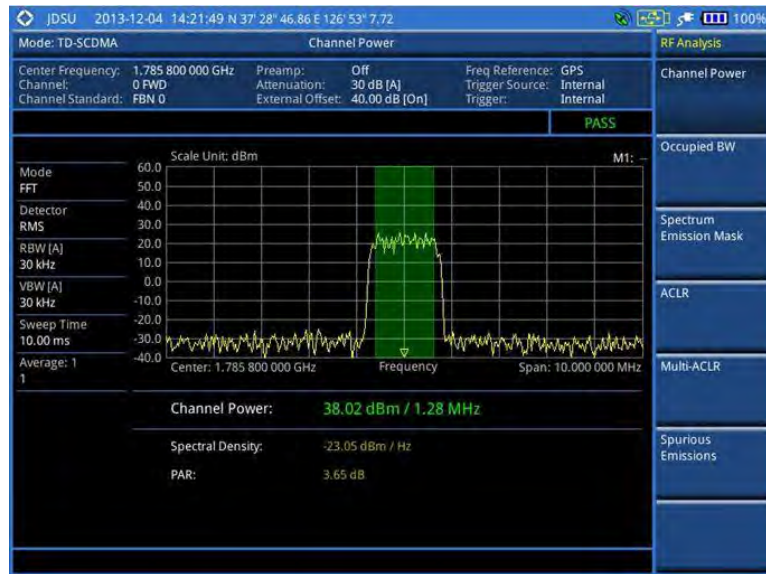 JDSU 2013-12-04 14:21:49 N 37' 28" 46.86 E 126' 53" 7.72 100%
Mode: TD-SCDMA Channel Power RF Analysis
Center Frequency: 1.785 800 000 GHz Preamp: Off Freq Reference: GPS
Channel: 0 FWD Attenuation: 30 dB [A] Trigger Source: Internal
Channel Standard: FBN 0 External Offset: 40.00 dB [On] Trigger: Internal
PASS
Channel Power
Occupied BW
Spectrum
Emission Mask
ACLR
Multi-ACLR
Spurious
Emissions
Mode
FFT
Detector
RMS
RBW [A]
30 kHz
VBW [A]
30 kHz
Sweep Time
10.00 ms
Average: 1
1
Scale Unit: dBm M1: --
60.0
50.0
40.0
30.0
20.0
10.0
0.0
-10.0
-20.0
-30.0
-40.0
Center: 1.785 800 000 GHz Frequency Span: 10.000 000 MHz
Channel Power: 38.02 dBm / 1.28 MHz
Spectral Density: -23.05 dBm / Hz
PAR: 3.65 dB